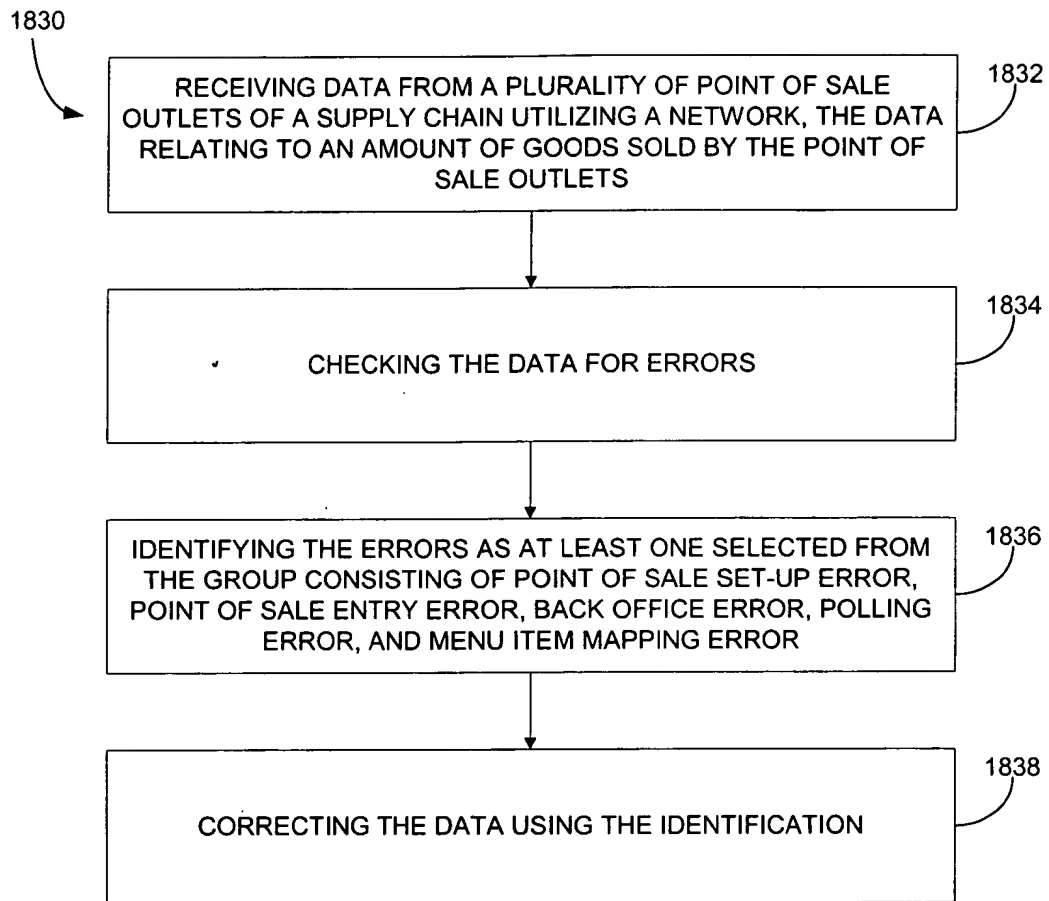 1830
RECEIVING DATA FROM A PLURALITY OF POINT OF SALE
OUTLETS OF A SUPPLY CHAIN UTILIZING A NETWORK, THE DATA
RELATING TO AN AMOUNT OF GOODS SOLD BY THE POINT OF
SALE OUTLETS
1832
CHECKING THE DATA FOR ERRORS
1834
IDENTIFYING THE ERRORS AS AT LEAST ONE SELECTED FROM
THE GROUP CONSISTING OF POINT OF SALE SET-UP ERROR,
POINT OF SALE ENTRY ERROR, BACK OFFICE ERROR, POLLING
ERROR, AND MENU ITEM MAPPING ERROR
1836
CORRECTING THE DATA USING THE IDENTIFICATION
1838